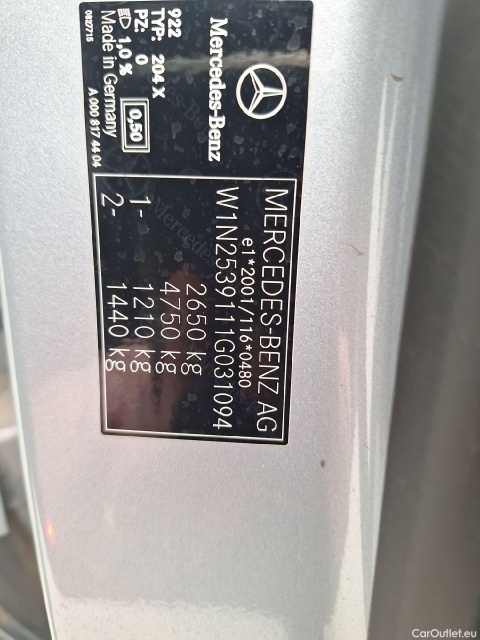 Mercedes-Benz
922
TYP: 204 X
PZ: 0
1,0 %
0,50
Made in Germany
A 000 817 44 04
MERCEDES-BENZ AG
e1*2001/116*0480
W1N2539111G031094
2650 kg
4750 kg
1- 1210 kg
2- 1440 kg
CarOutlet.eu